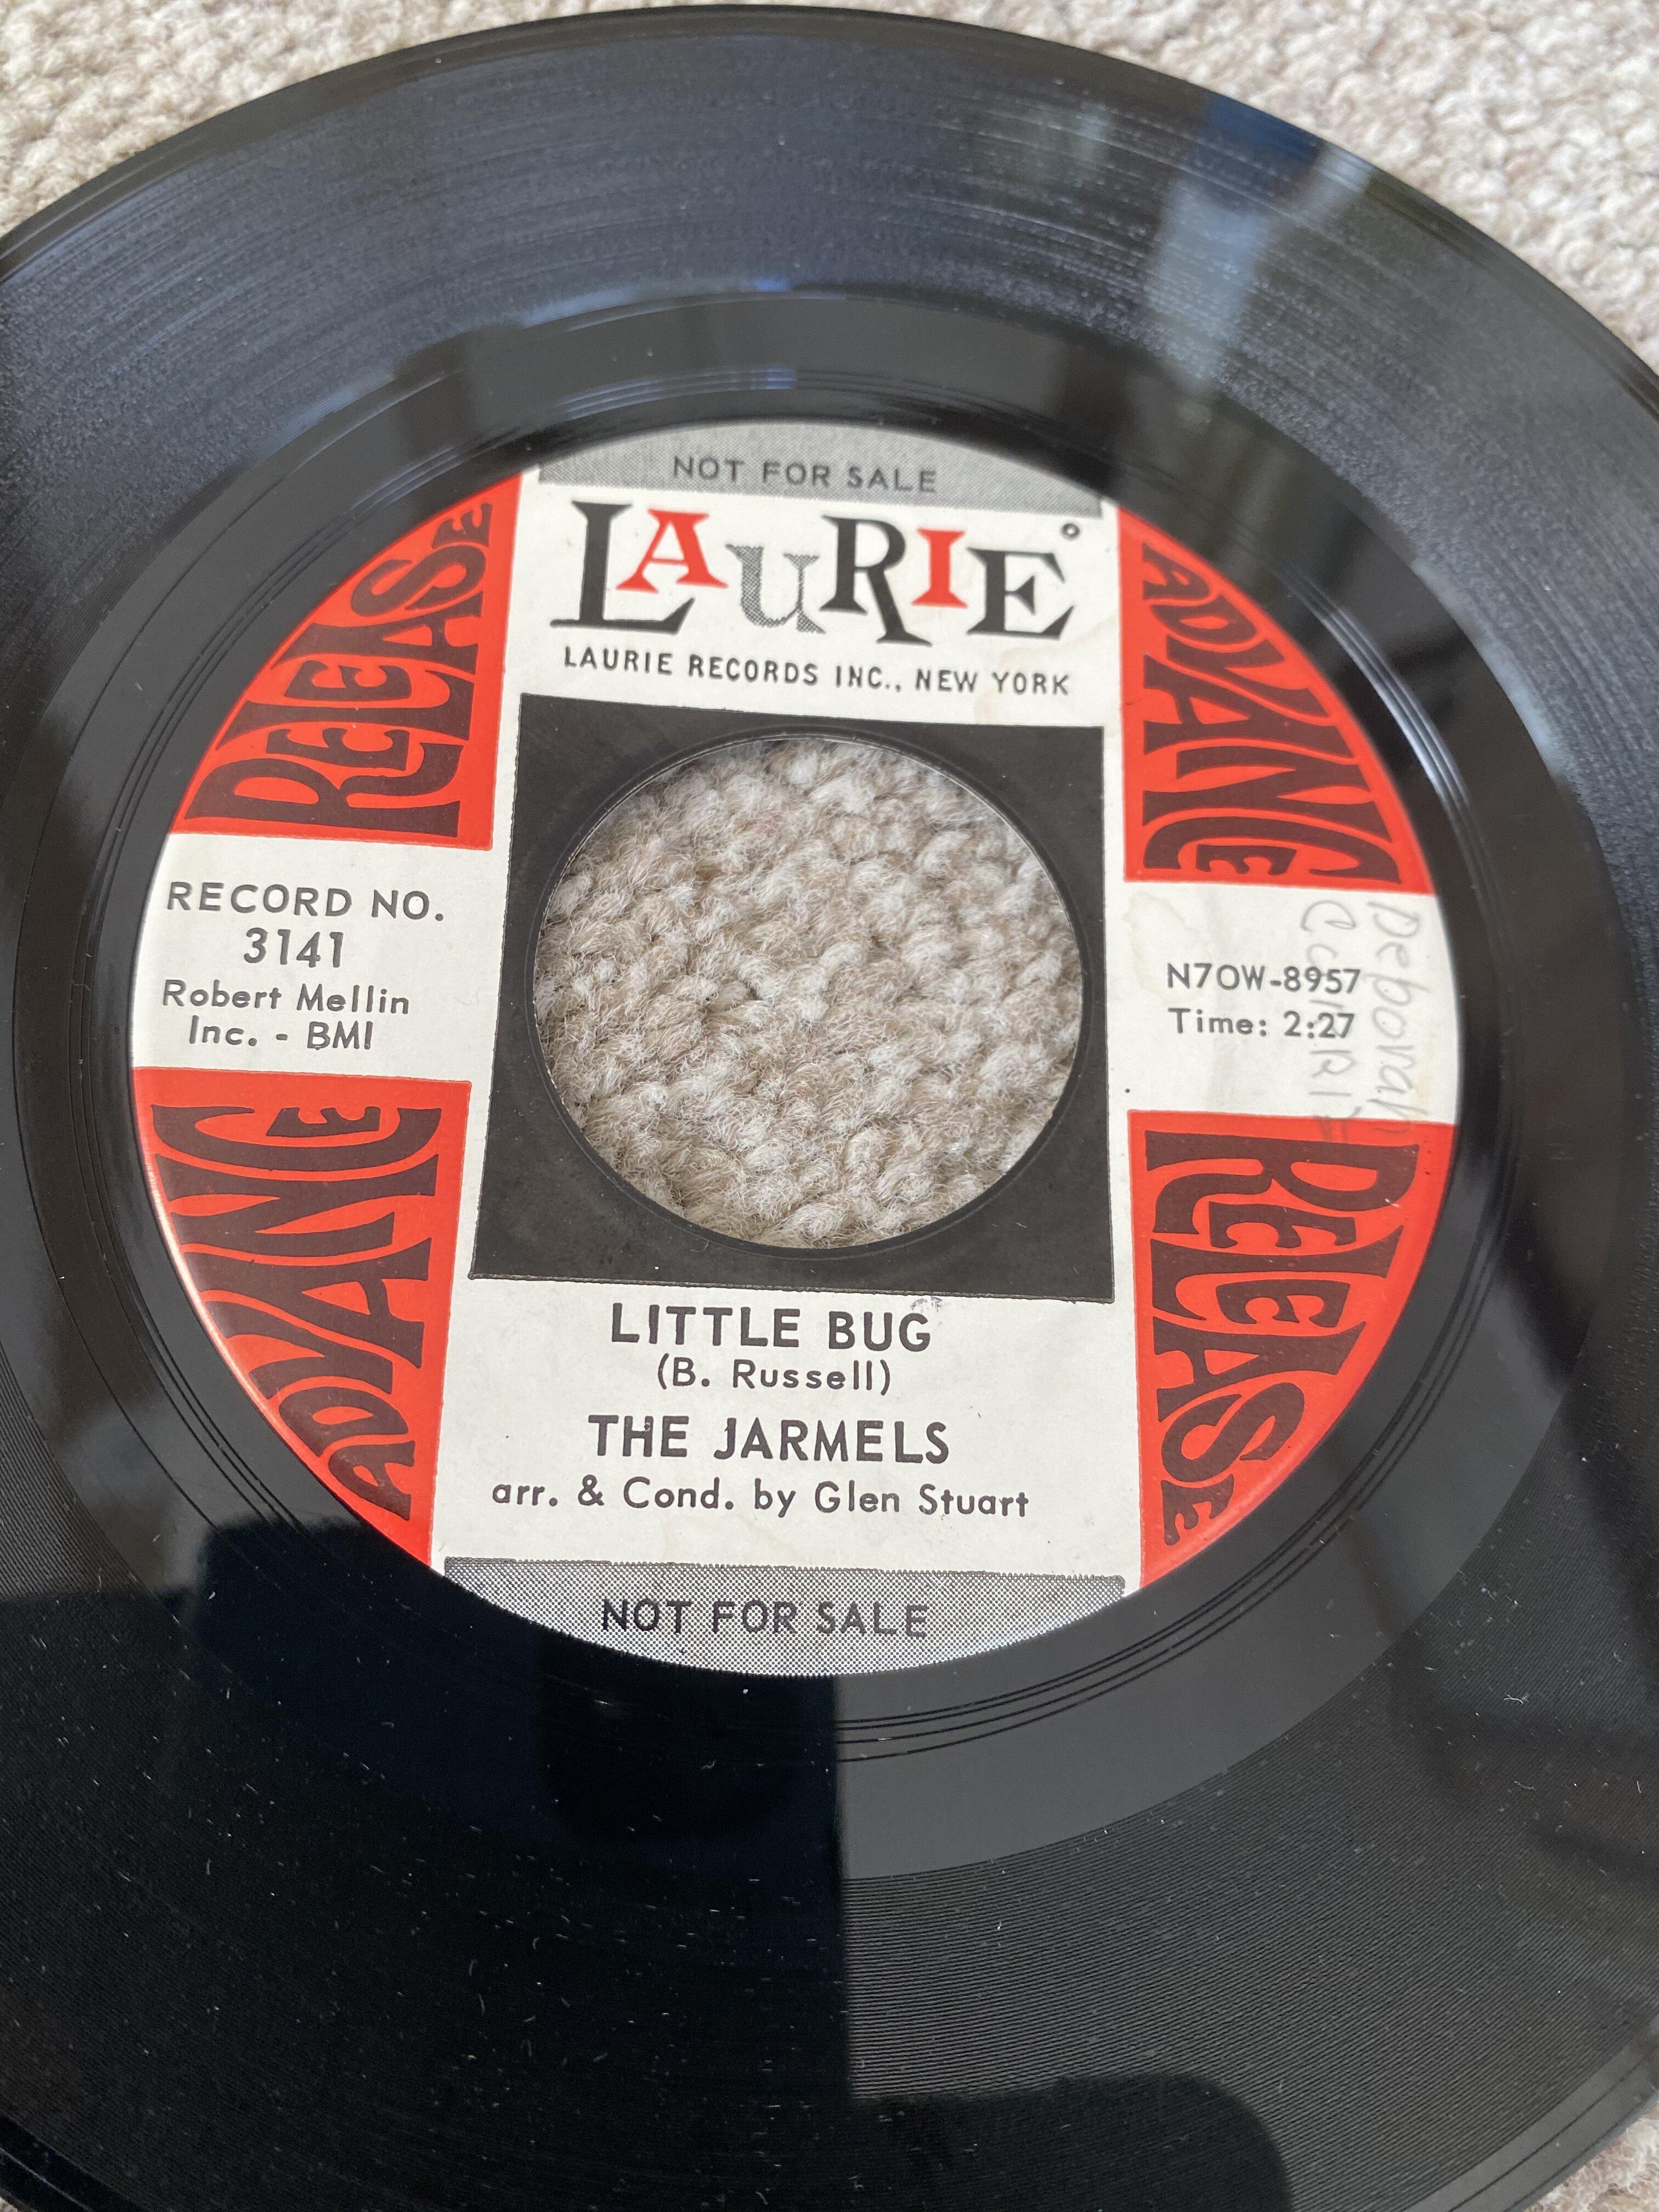 NOT FOR SALE
LAURIE
LAURIE RECORDS INC., NEW YORK
ADVANCE
RELEASE
RECORD NO.
3141
Robert Mellin
Inc. - BMI
N7OW-8957
Time: 2:27
Deborah
ADVANCE
RELEASE
LITTLE BUG
(B. Russell)
THE JARMELS
arr. & Cond. by Glen Stuart
NOT FOR SALE